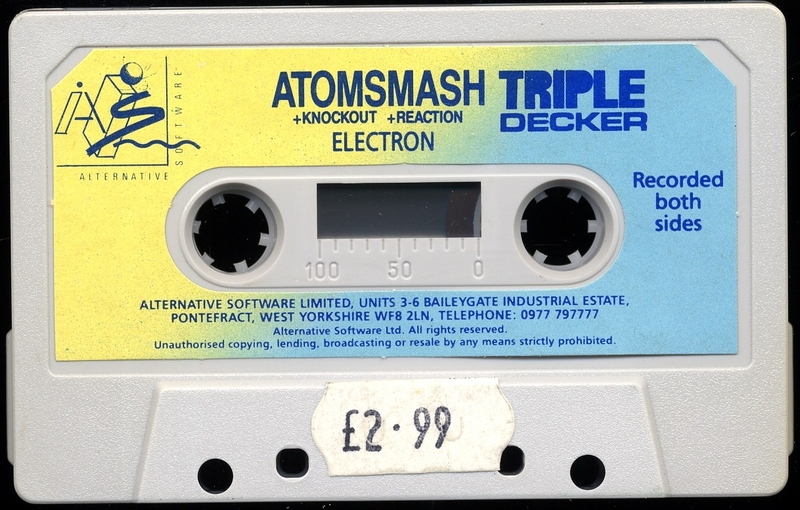 ATOMSMASH
+KNOCKOUT +REACTION
ELECTRON
TRIPLE
DECKER
SOFTWARE
ALTERNATIVE
Recorded
both
sides
100 50 0
ALTERNATIVE SOFTWARE LIMITED, UNITS 3-6 BAILEYGATE INDUSTRIAL ESTATE,
PONTEFRACT, WEST YORKSHIRE WF8 2LN, TELEPHONE: 0977 797777
Alternative Software Ltd. All rights reserved.
Unauthorised copying, lending, broadcasting or resale by any means strictly prohibited.
£2.99